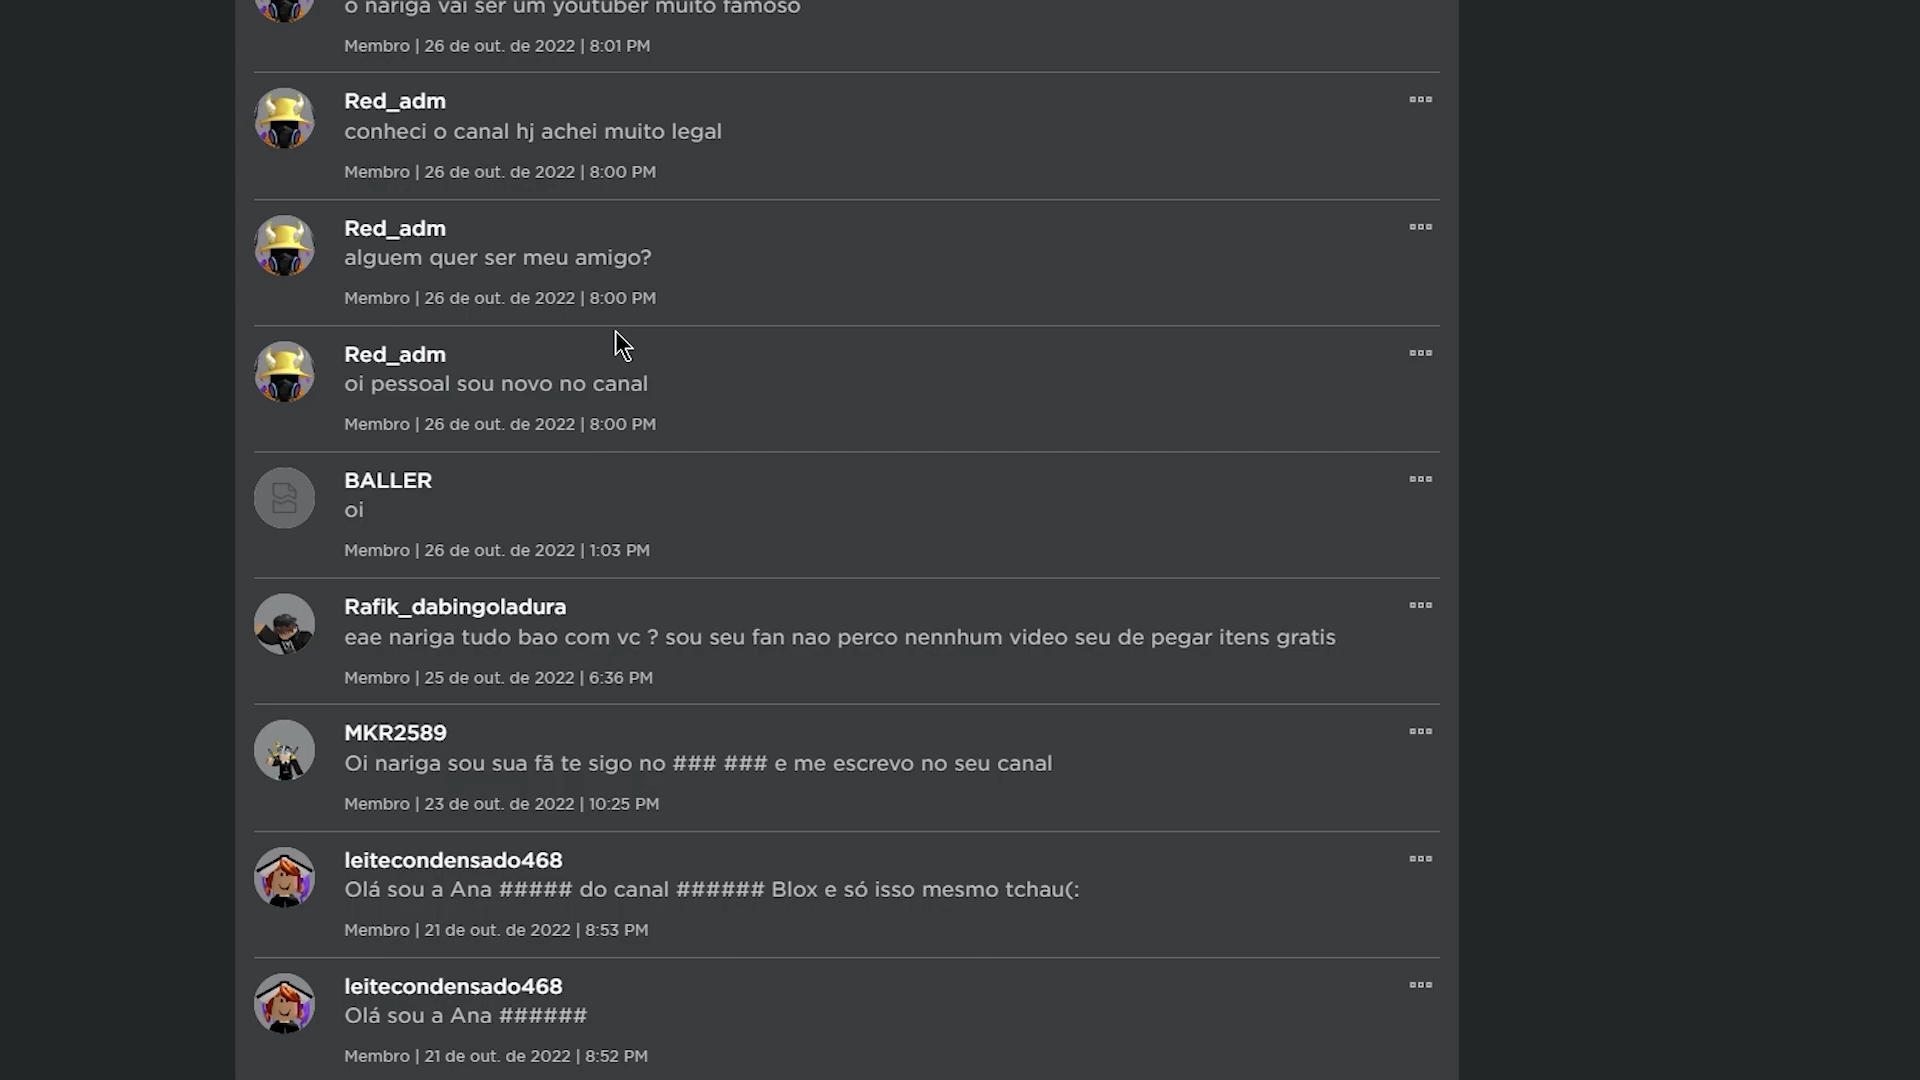 o nariga vai ser um youtuber muito famoso
Membro | 26 de out. de 2022 | 8:01 PM
Red_adm
conheci o canal hj achei muito legal
Membro | 26 de out. de 2022 | 8:00 PM
Red_adm
alguem quer ser meu amigo?
Membro | 26 de out. de 2022 | 8:00 PM
Red_adm
oi pessoal sou novo no canal
Membro | 26 de out. de 2022 | 8:00 PM
BALLER
oi
Membro | 26 de out. de 2022 | 1:03 PM
Rafik_dabingoladura
eae nariga tudo bao com vc ? sou seu fan nao perco nennhum video seu de pegar itens gratis
Membro | 25 de out. de 2022 | 6:36 PM
MKR2589
Oi nariga sou sua fã te sigo no ### ### e me escrevo no seu canal
Membro | 23 de out. de 2022 | 10:25 PM
leitecondensado468
Olá sou a Ana ##### do canal ###### Blox e só isso mesmo tchau(:
Membro | 21 de out. de 2022 | 8:53 PM
leitecondensado468
Olá sou a Ana ######
Membro | 21 de out. de 2022 | 8:52 PM